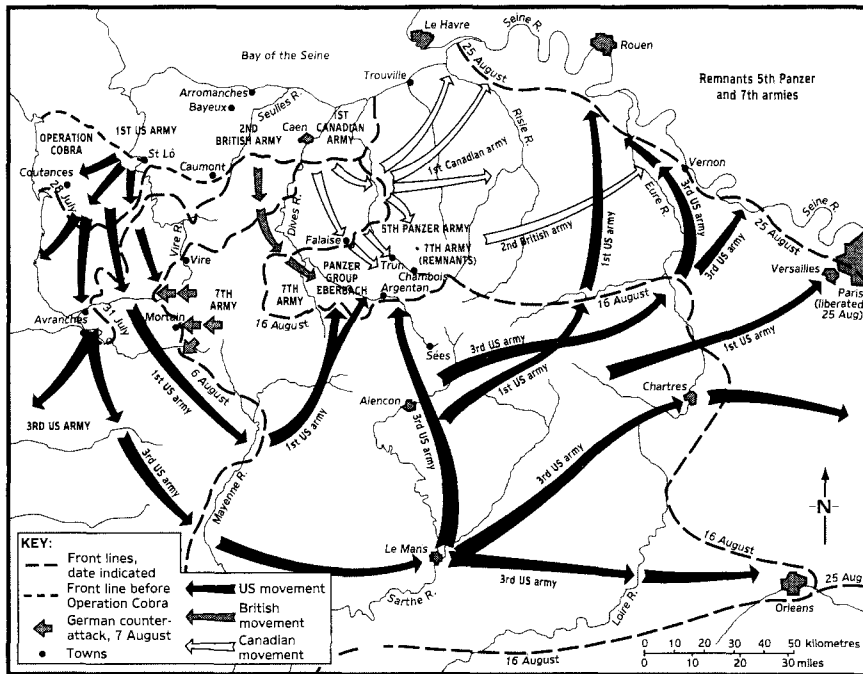 Le Havre
Seine R.
Rouen
Bay of the Seine
25 August
Trouville
Remnants 5th Panzer
and 7th armies
Arromanches
Bayeux
Seulles R.
1ST
CANADIAN
ARMY
Risle R.
OPERATION
COBRA
1ST US ARMY
2ND
BRITISH ARMY
Caen
St Lô
Caumont
1st Canadian army
Coutances
28 July
Vernon
Seine R.
Eure R.
3rd US army
Dives R.
5TH PANZER ARMY
7TH ARMY
(REMNANTS)
2nd British army
1st US army
3rd US army
25 August
Vire R.
Vire
Falaise
Trun
Chambois
Argentan
PANZER
GROUP
EBERBACH
7TH
ARMY
7TH
ARMY
16 August
16 August
Versailles
Paris
(liberated
25 Aug)
Avranches
31 July
Mortain
Sées
3rd US army
1st US army
1st US army
6 August
1st US army
1st US army
Alencon
Chartres
3RD US ARMY
3rd US army
3rd US army
3rd US army
Mayenne R.
N
Le Mans
16 August
3rd US army
Sarthe R.
Loire R.
Orleans
25 Aug
16 August
KEY:
Front lines,
date indicated
Front line before
Operation Cobra
German counter-
attack, 7 August
Towns
US movement
British
movement
Canadian
movement
0 10 20 30 40 50 kilometres
0 10 20 30 miles